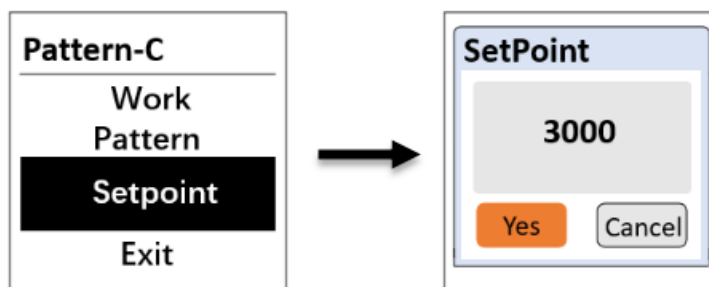 Pattern-C
Work
Pattern
Setpoint
Exit
SetPoint
3000
Yes Cancel